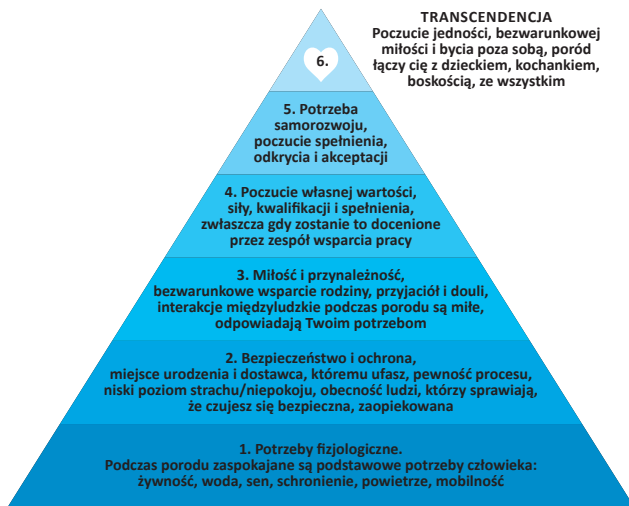 TRANSCENDENCJA
Poczucie jedności, bezwarunkowej
miłości i bycia poza sobą, poród
łączy cię z dzieckiem, kochankiem,
boskością, ze wszystkim
6.
5. Potrzeba
samorozwoju,
poczucie spełnienia,
odkrycia i akceptacji
4. Poczucie własnej wartości,
siły, kwalifikacji i spełnienia,
zwłaszcza gdy zostanie to docenione
przez zespół wsparcia pracy
3. Miłość i przynależność,
bezwarunkowe wsparcie rodziny, przyjaciół i douli,
interakcje międzyludzkie podczas porodu są miłe,
odpowiadają Twoim potrzebom
2. Bezpieczeństwo i ochrona,
miejsce urodzenia i dostawca, któremu ufasz, pewność procesu,
niski poziom strachu/niepokoju, obecność ludzi, którzy sprawiają,
że czujesz się bezpieczna, zaopiekowana
1. Potrzeby fizjologiczne.
Podczas porodu zaspokajane są podstawowe potrzeby człowieka:
żywność, woda, sen, schronienie, powietrze, mobilność